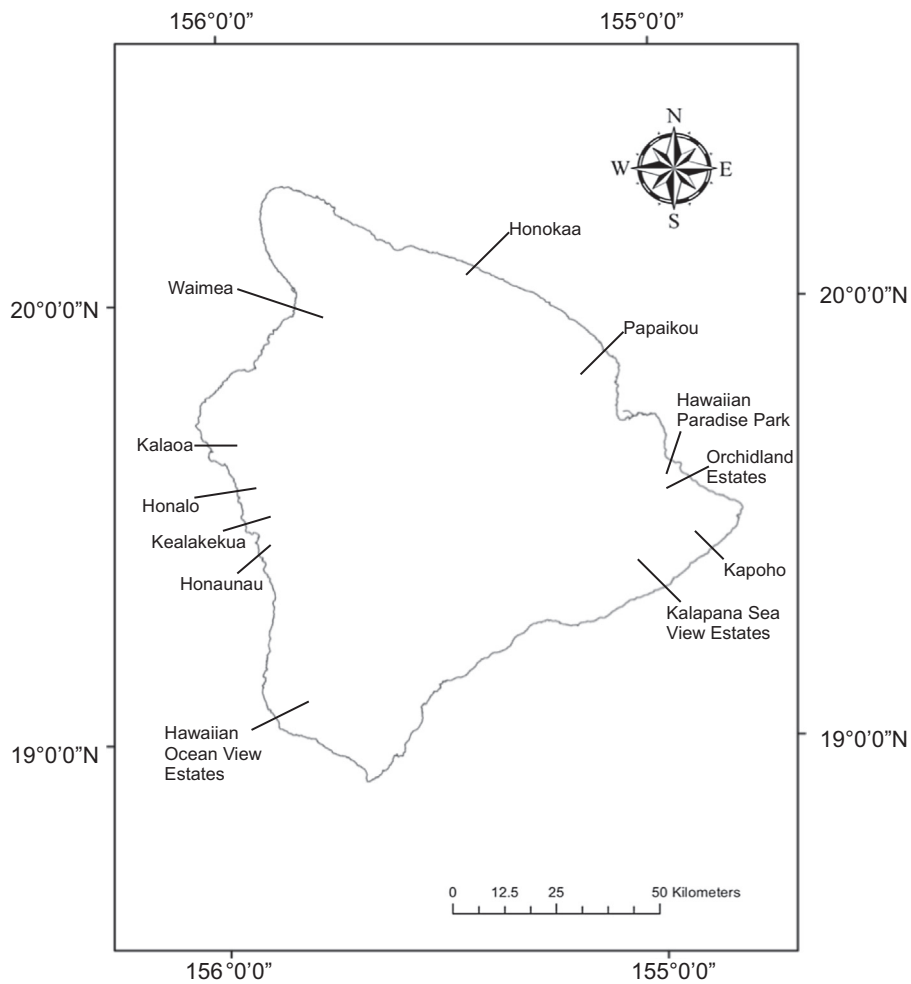 156°0'0” 155°0'0”
N
W E
S
Honokaa
Waimea
20°0'0”N 20°0'0”N
Papaikou
Hawaiian
Paradise Park
Kalaoa
Orchidland
Estates
Honalo
Kealakekua
Kapoho
Honaunau
Kalapana Sea
View Estates
Hawaiian
Ocean View
Estates
19°0'0”N 19°0'0”N
0 12.5 25 50 Kilometers
156°0'0” 155°0'0”